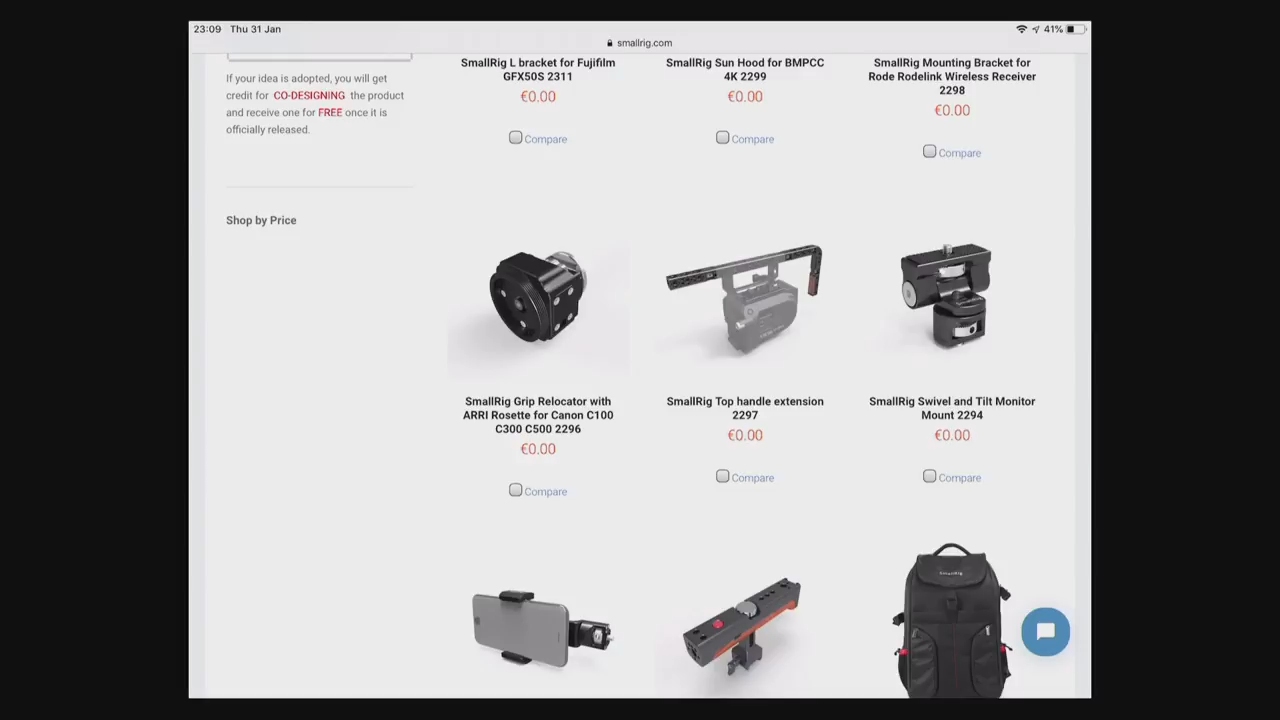 23:09 Thu 31 Jan
41%
smallrig.com
If your idea is adopted, you will get
credit for CO-DESIGNING the product
and receive one for FREE once it is
officially released.
Shop by Price
SmallRig L bracket for Fujifilm
GFX50S 2311
€0.00
Compare
SmallRig Sun Hood for BMPCC
4K 2299
€0.00
Compare
SmallRig Mounting Bracket for
Rode Rodelink Wireless Receiver
2298
€0.00
Compare
SmallRig Grip Relocator with
ARRI Rosette for Canon C100
C300 C500 2296
€0.00
Compare
SmallRig Top handle extension
2297
€0.00
Compare
SmallRig Swivel and Tilt Monitor
Mount 2294
€0.00
Compare
SmallRig